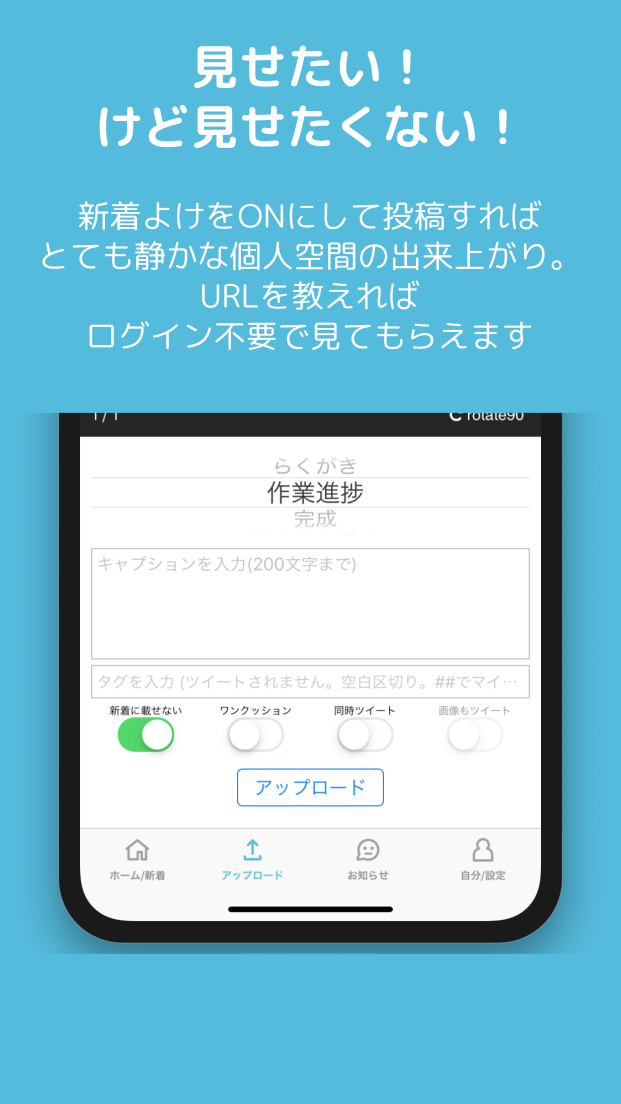 見せたい！
けど見せたくない！
新着よけをONにして投稿すれば
とても静かな個人空間の出来上がり。
URLを教えれば
ログイン不要で見てもらえます
1 / 1
rotate90
らくがき
作業進捗
完成
キャプションを入力(200文字まで)
タグを入力 (ツイートされません。空白区切り。##でマイ…
新着に載せない ワンクッション 同時ツイート 画像もツイート
アップロード
ホーム/新着 アップロード お知らせ 自分/設定